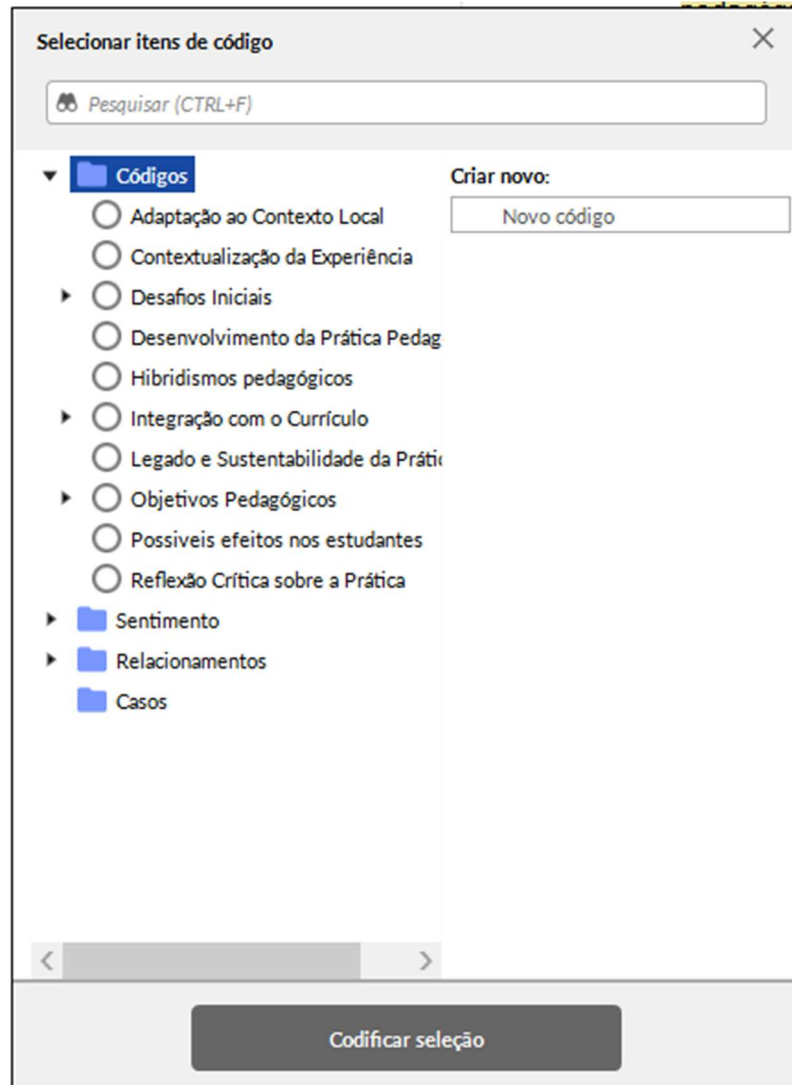 Selecionar itens de código
Pesquisar (CTRL+F)
Códigos
Criar novo:
Adaptação ao Contexto Local
Novo código
Contextualização da Experiência
Desafios Iniciais
Desenvolvimento da Prática Pedag
Hibridismos pedagógicos
Integração com o Currículo
Legado e Sustentabilidade da Prátic
Objetivos Pedagógicos
Possiveis efeitos nos estudantes
Reflexão Crítica sobre a Prática
Sentimento
Relacionamentos
Casos
Codificar seleção